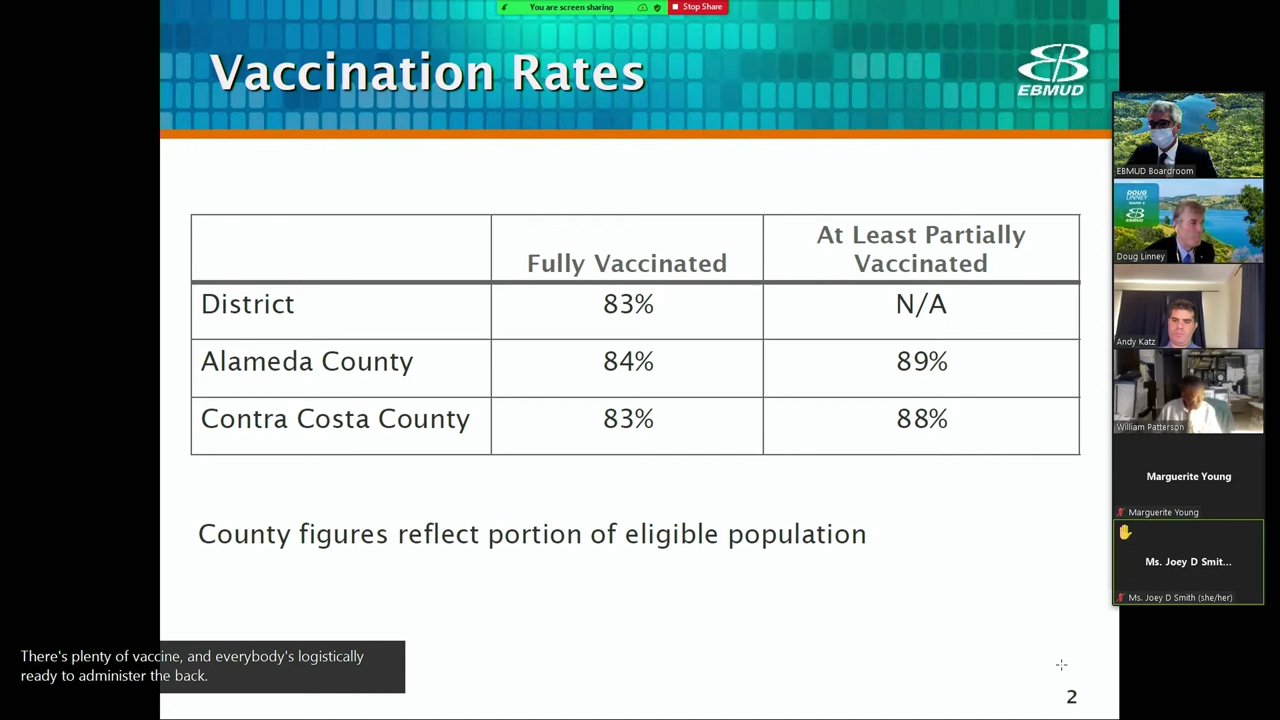 You are screen sharing
Stop Share
Vaccination Rates
EBMUD
Fully Vaccinated
At Least Partially
Vaccinated
District
83%
N/A
Alameda County
84%
89%
Contra Costa County
83%
88%
County figures reflect portion of eligible population
There's plenty of vaccine, and everybody's logistically
ready to administer the back.
2
EBMUD Boardroom
DOUG
LINNEY
EBMUD
Doug Linney
Andy Katz
William Patterson
Marguerite Young
Marguerite Young
Ms. Joey D Smit...
Ms. Joey D Smith (she/her)